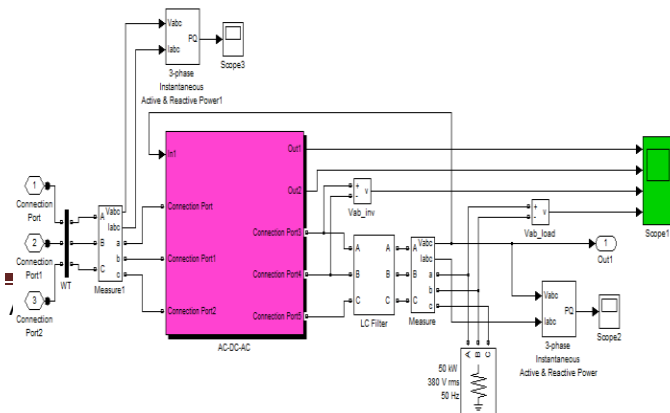 Vabc
Iabc
PQ
Scope3
3-phase
Instantaneous
Active & Reactive Power1
In1
Out1
Out2
Connection Port
Connection Port1
Connection Port2
Connection Port3
Connection Port4
Connection Port5
AC-DC-AC
1
Connection
Port
2
Connection
Port1
3
Connection
Port2
WT
A
B
C
Vabc
Iabc
a
b
c
Measure1
+
-
v
Vab_inv
A
B
C
A
B
C
LC Filter
A
B
C
Vabc
Iabc
a
b
c
Measure
+
-
v
Vab_load
Scope1
1
Out1
Vabc
Iabc
PQ
Scope2
3-phase
Instantaneous
Active & Reactive Power
A
B
C
50 kW
380 V rms
50 Hz